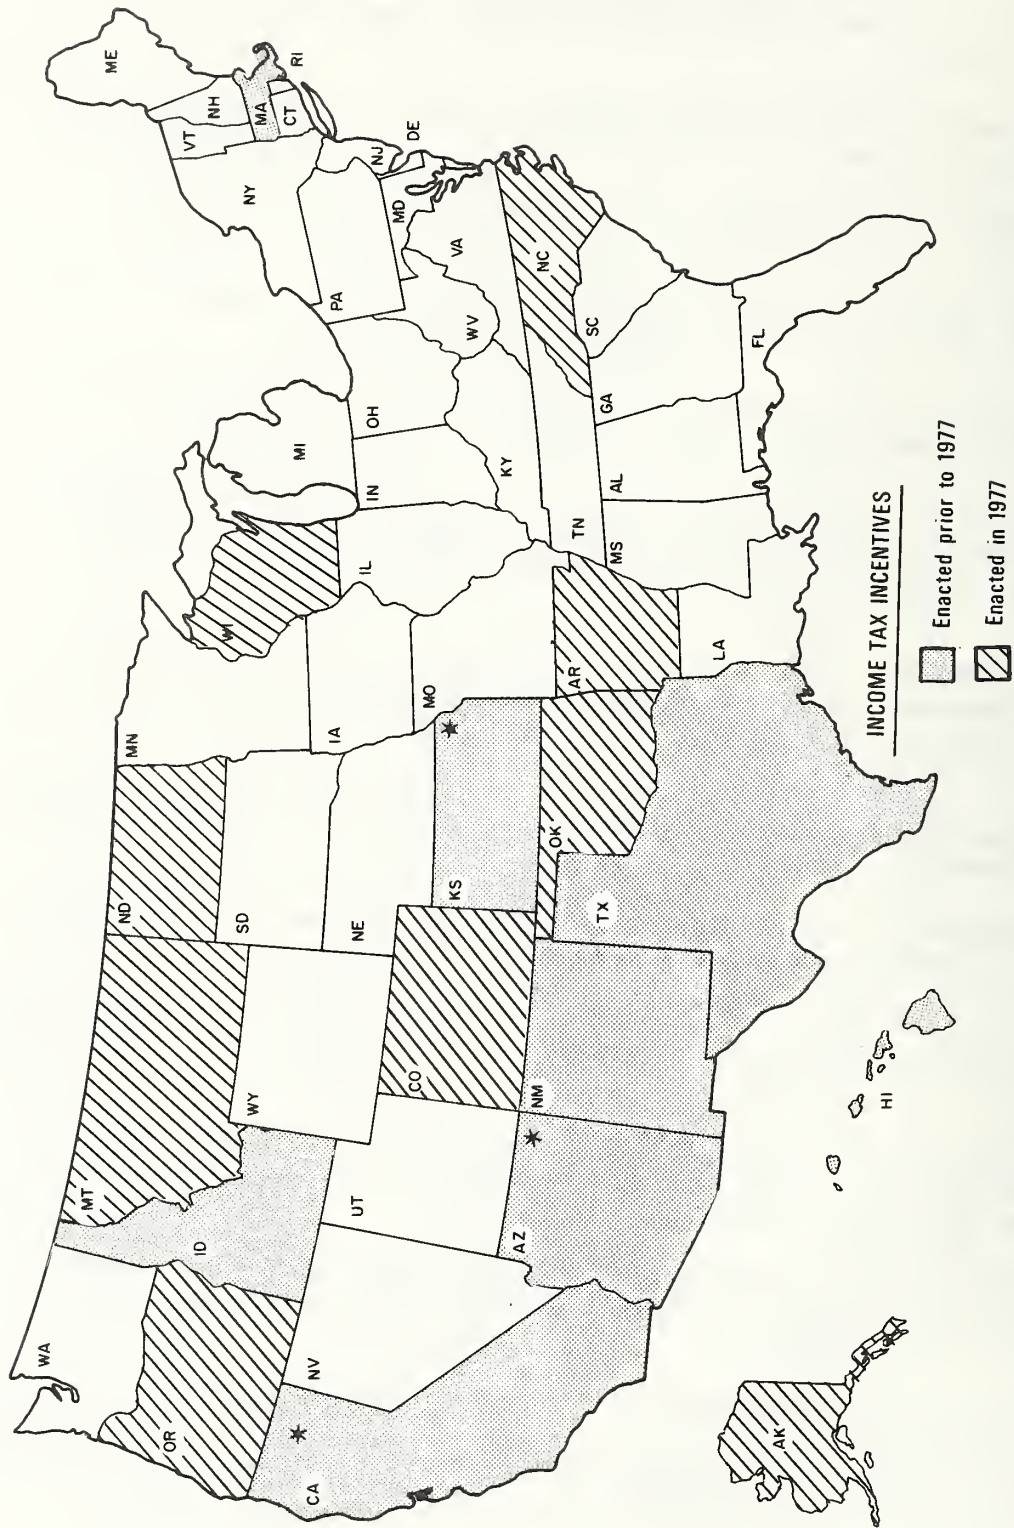 WA
OR
CA
NV
ID
MT
WY
UT
AZ
CO
NM
ND
SD
NE
KS
OK
TX
MN
IA
MO
AR
LA
WI
IL
MI
IN
OH
KY
TN
MS
AL
GA
FL
SC
NC
VA
WV
PA
NY
VT
NH
ME
MA
CT
RI
NJ
DE
MD
AK
HI
INCOME TAX INCENTIVES
Enacted prior to 1977
Enacted in 1977